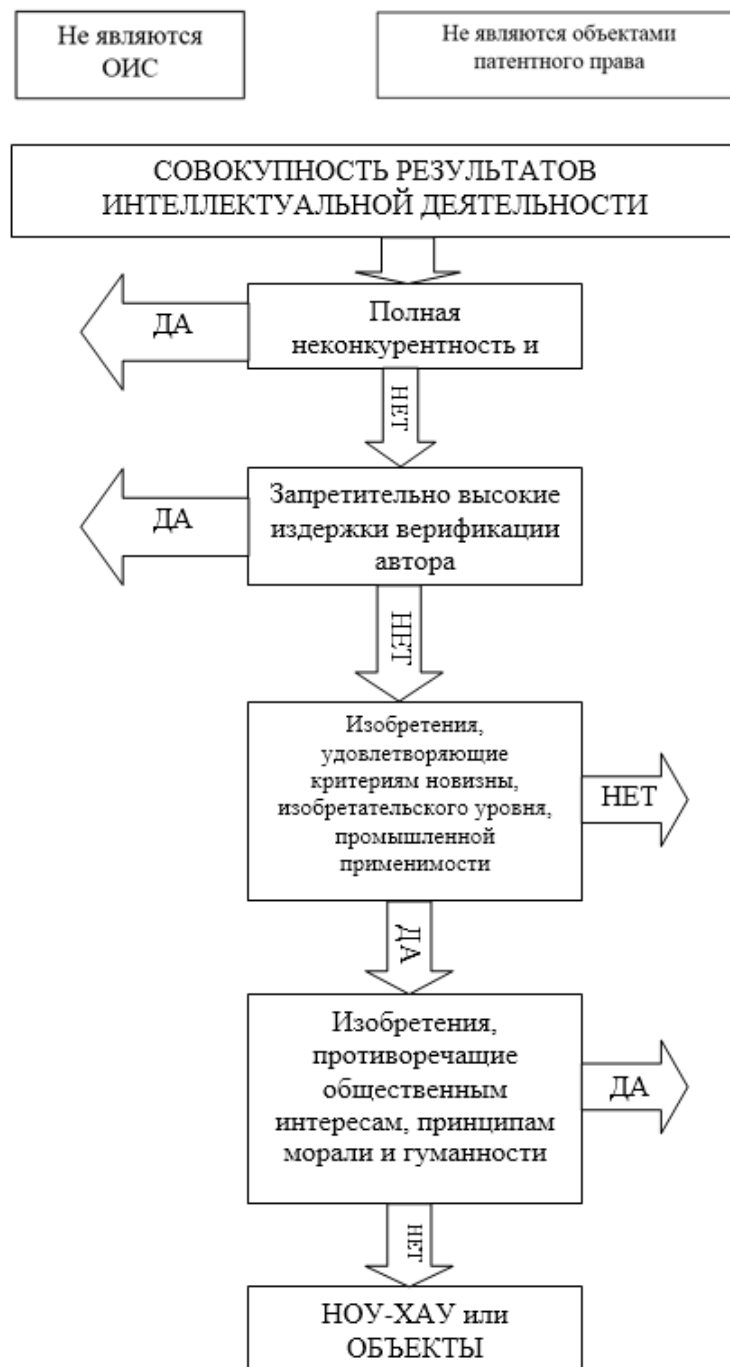 Не являются
ОИС
Не являются объектами
патентного права
СОВОКУПНОСТЬ РЕЗУЛЬТАТОВ
ИНТЕЛЛЕКТУАЛЬНОЙ ДЕЯТЕЛЬНОСТИ
ДА
Полная
неконкурентность и
НЕТ
ДА
Запретительно высокие
издержки верификации
автора
НЕТ
Изобретения,
удовлетворяющие
критериям новизны,
изобретательского уровня,
промышленной
применимости
НЕТ
ДА
Изобретения,
противоречащие
общественным
интересам, принципам
морали и гуманности
ДА
НЕТ
НОУ-ХАУ или
ОБЪЕКТЫ